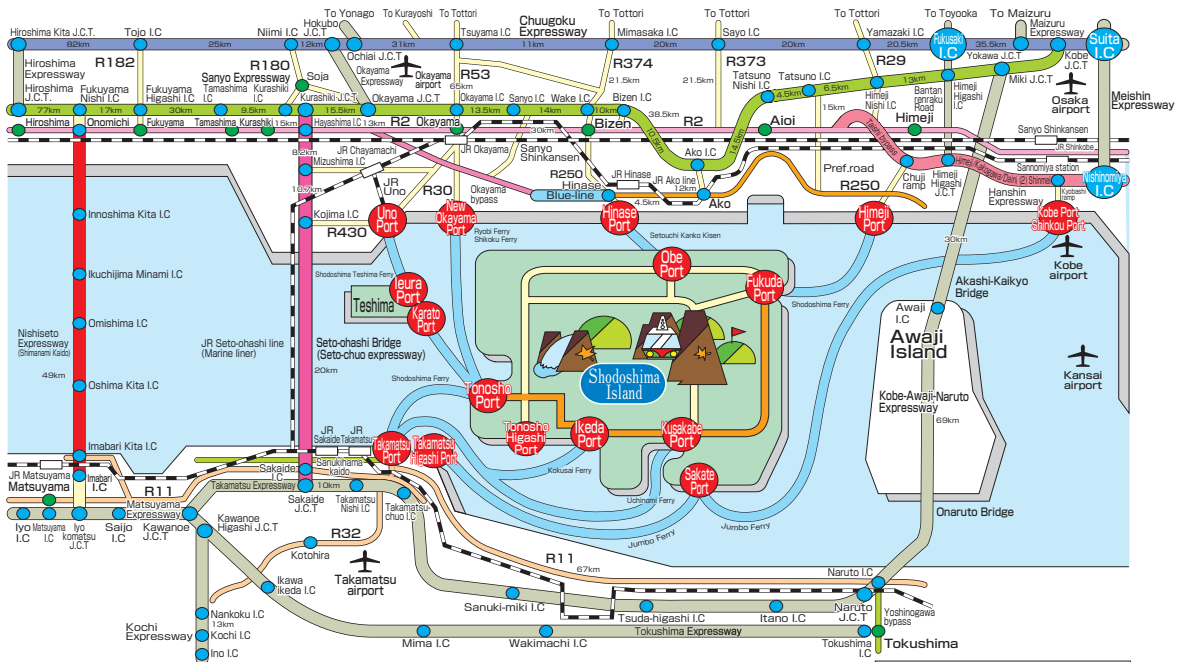 To Yonago
To Kurayoshi
To Tottori
Chuugoku
Expressway
To Tottori
To Tottori
To Tottori
To Toyooka
To Maizuru
Hiroshima Kita J.C.T.
Tojo I.C
Niimi I.C
Hokubo
J.C.T
Tsuyama I.C
Mimasaka I.C
Sayo I.C
Yamazaki I.C
Fukusaki
I.C
Maizuru
Expressway
Suita
I.C
82km
25km
12km
31km
11km
20km
20km
20.5km
35.5km
Ochiai J.C.T
Yokawa J.C.T
Kobe
J.C.T
Hiroshima
Expressway
R182
R180
Sanyo Expressway
Soja
Okayama
Expressway
Okayama
airport
R53
65km
R374
21.5km
R373
21.5km
Tatsuno
Nishi I.C
Tatsuno I.C
R29
13km
Miki J.C.T
Osaka
airport
Meishin
Expressway
4.5km
6.5km
15km
Hiroshima
J.C.T
Fukuyama
Nishi I.C
Fukuyama
Higashi I.C
Tamashima
I.C
Kurashiki
I.C
Kurashiki J.C.T
Okayama J.C.T
Okayama I.C
Sanyo I.C
Wake I.C
Bizen I.C
Himeji
Nishi I.C
Bantan
renraku
Road
Himeji
Higashi I.C
77km
17km
30km
9.5km
15.5km
13.5km
14km
10km
38.5km
10.5km
14.5km
Hiroshima
Onomichi
Fukuyama
Tamashima
Kurashiki
15km
Hayashima I.C
13km
R2
Okayama
30km
Bizen
R2
Aioi
Himeji
Taishi bypass
Sanyo Shinkansen
JR Shinkobe
8.2km
JR Chayamachi
JR Okayama
Sanyo
Shinkansen
Ako I.C
Pref.road
Chuji
ramp
Himeji
Higashi
J.C.T
Sannomiya station
Mizushima I.C
10.7km
JR
Uno
R30
Okayama
bypass
R250
Hinase
Blue-line
JR Hinase
JR Ako line
12km
4.5km
Ako
R250
Hanshin
Expressway
Kyobashi
ramp
Nishinomiya
I.C
Innoshima Kita I.C
Kojima I.C
R430
Uno
Port
New
Okayama
Port
Ryobi Ferry
Shikoku Ferry
Hinase
Port
Setouchi Kanko Kisen
Himeji
Port
Kobe Port
Shinkou Port
30km
Kobe
airport
Ikuchijima Minami I.C
Shodoshima Teshima Ferry
Ieura
Port
Teshima
Karato
Port
Obe
Port
Fukuda
Port
Shodoshima Ferry
Akashi-Kaikyo
Bridge
Awaji
I.C
Awaji
Island
Omishima I.C
Nishiseto
Expressway
(Shimanami Kaido)
JR Seto-ohashi line
(Marine liner)
Seto-ohashi Bridge
(Seto-chuo expressway)
20km
Kansai
airport
49km
Oshima Kita I.C
Shodoshima Ferry
Shodoshima
Island
Tonosho
Port
Kobe-Awaji-Naruto
Expressway
69km
Imabari Kita I.C
JR
Sakaide
JR
Takamatsu
Takamatsu
Port
Takamatsu
Higashi Port
Tonosho
Higashi
Port
Ikeda
Port
Kusakabe
Port
Kokusai Ferry
Sakate
Port
JR Matsuyama
Matsuyama
Imabari
I.C
R11
Sakaide
I.C
Sanukihama
kaido
Takamatsu Expressway
10km
Uchinomi Ferry
Jumbo Ferry
Jumbo Ferry
Onaruto Bridge
Iyo
I.C
Matsuyama
I.C
Iyo
komatsu
J.C.T
Saijo
I.C
Matsuyama
Expressway
Kawanoe
J.C.T
Kawanoe
Higashi J.C.T
Sakaide
J.C.T
Takamatsu
Nishi I.C
Takamatsu-
chuo I.C
R32
Kotohira
Takamatsu
airport
R11
67km
Ikawa
ikeda I.C
Naruto I.C
Sanuki-miki I.C
Tsuda-higashi I.C
Itano I.C
Naruto
J.C.T
Yoshinogawa
bypass
Nankoku I.C
13km
Kochi
Expressway
Kochi I.C
Ino I.C
Mima I.C
Wakimachi I.C
Tokushima Expressway
Tokushima
I.C
Tokushima